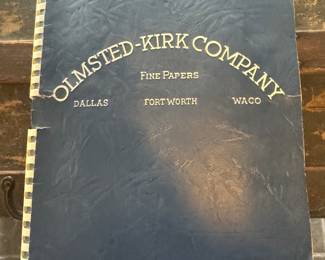 OLMSTED-KIRK COMPANY
FINE PAPERS
DALLAS FORT WORTH WACO